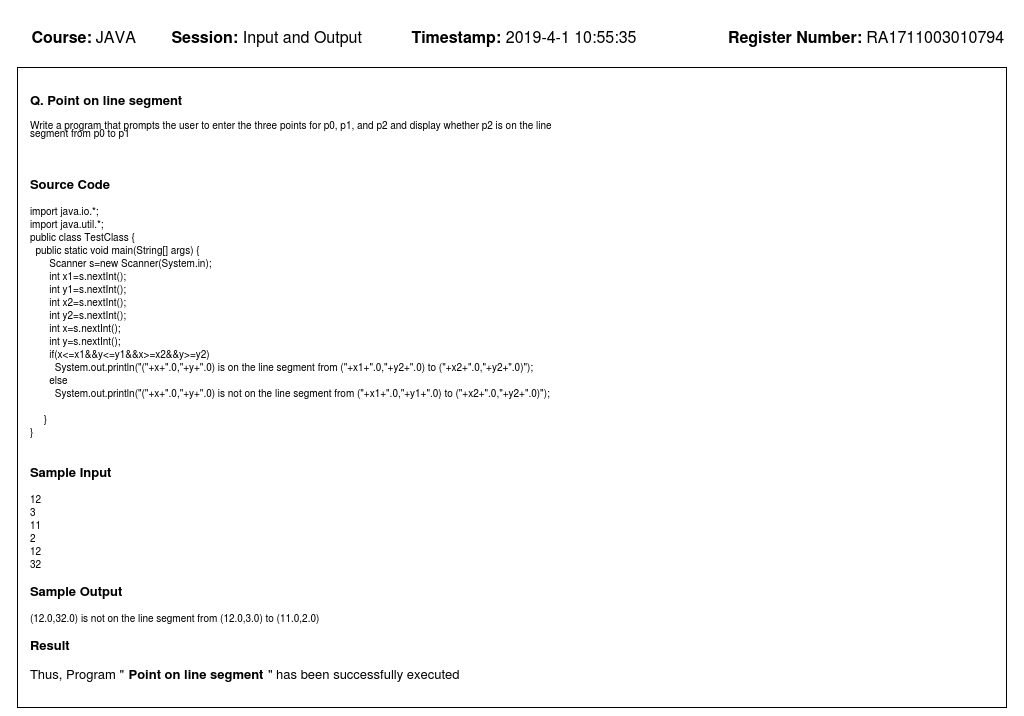 Course: JAVA Session: Input and Output Timestamp: 2019-4-1 10:55:35 Register Number: RA1711003010794
Q. Point on line segment
Write a program that prompts the user to enter the three points for p0, p1, and p2 and display whether p2 is on the line
segment from p0 to p1
Source Code
import java.io.*;
import java.util.*;
public class TestClass {
  public static void main(String[] args) {
       Scanner s=new Scanner(System.in);
       int x1=s.nextInt();
       int y1=s.nextInt();
       int x2=s.nextInt();
       int y2=s.nextInt();
       int x=s.nextInt();
       int y=s.nextInt();
       if(x<=x1&&y<=y1&&x>=x2&&y>=y2)
         System.out.println("("+x+".0,"+y+".0) is on the line segment from ("+x1+".0,"+y2+".0) to ("+x2+".0,"+y2+".0)");
       else
         System.out.println("("+x+".0,"+y+".0) is not on the line segment from ("+x1+".0,"+y1+".0) to ("+x2+".0,"+y2+".0)");
     }
}
Sample Input
12
3
11
2
12
32
Sample Output
(12.0,32.0) is not on the line segment from (12.0,3.0) to (11.0,2.0)
Result
Thus, Program " Point on line segment " has been successfully executed